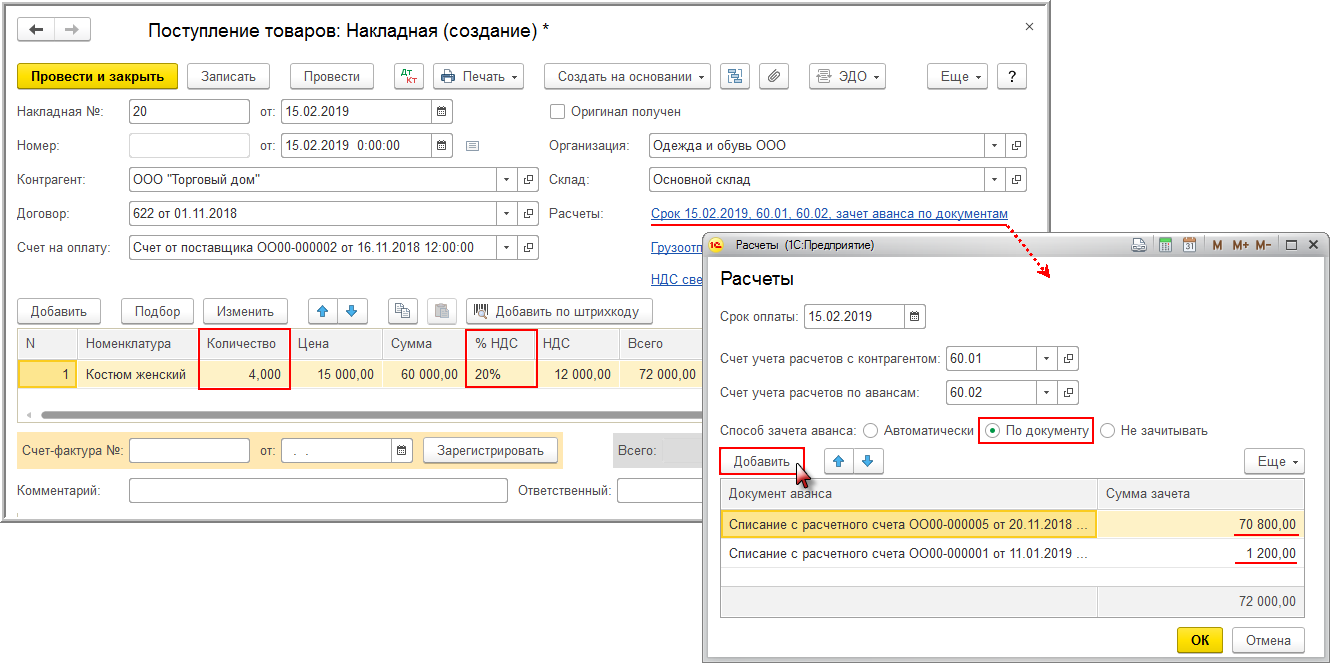 Поступление товаров: Накладная (создание) *
Провести и закрыть Записать Провести Дт Кт Печать Создать на основании ЭДО Еще ?
Накладная №: 20 от: 15.02.2019 Оригинал получен
Номер: от: 15.02.2019 0:00:00 Организация: Одежда и обувь ООО
Контрагент: ООО "Торговый дом" Склад: Основной склад
Договор: 622 от 01.11.2018 Расчеты: Срок 15.02.2019, 60.01, 60.02, зачет аванса по документам
Счет на оплату: Счет от поставщика ОО00-000002 от 16.11.2018 12:00:00 Грузоотп
НДС све
Добавить Подбор Изменить Добавить по штрихкоду
N Номенклатура Количество Цена Сумма % НДС НДС Всего
1 Костюм женский 4,000 15 000,00 60 000,00 20% 12 000,00 72 000,00
Счет-фактура №: от: . . Зарегистрировать Всего:
Комментарий: Ответственный:
Расчеты (1С:Предприятие) 31 M M+ M-
Расчеты
Срок оплаты: 15.02.2019
Счет учета расчетов с контрагентом: 60.01
Счет учета расчетов по авансам: 60.02
Способ зачета аванса: Автоматически По документу Не зачитывать
Добавить Еще
Документ аванса Сумма зачета
Списание с расчетного счета ОО00-000005 от 20.11.2018 ... 70 800,00
Списание с расчетного счета ОО00-000001 от 11.01.2019 ... 1 200,00
72 000,00
ОК Отмена